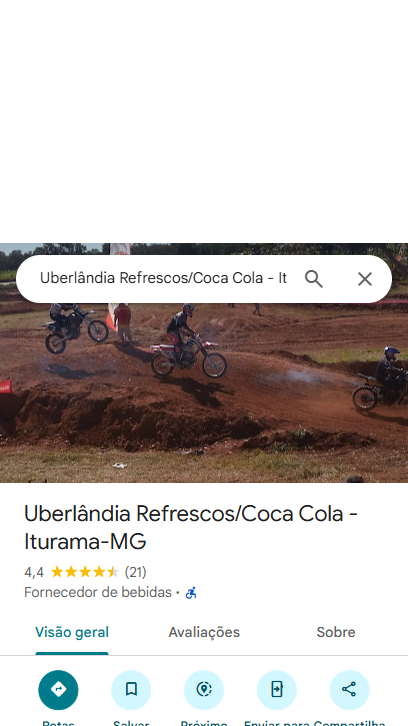 Uberlândia Refrescos/Coca Cola - It
Uberlândia Refrescos/Coca Cola -
Iturama-MG
4,4 (21)
Fornecedor de bebidas ·
Visão geral Avaliações Sobre
Rotas Salvar Próximo Enviar para Compartilha